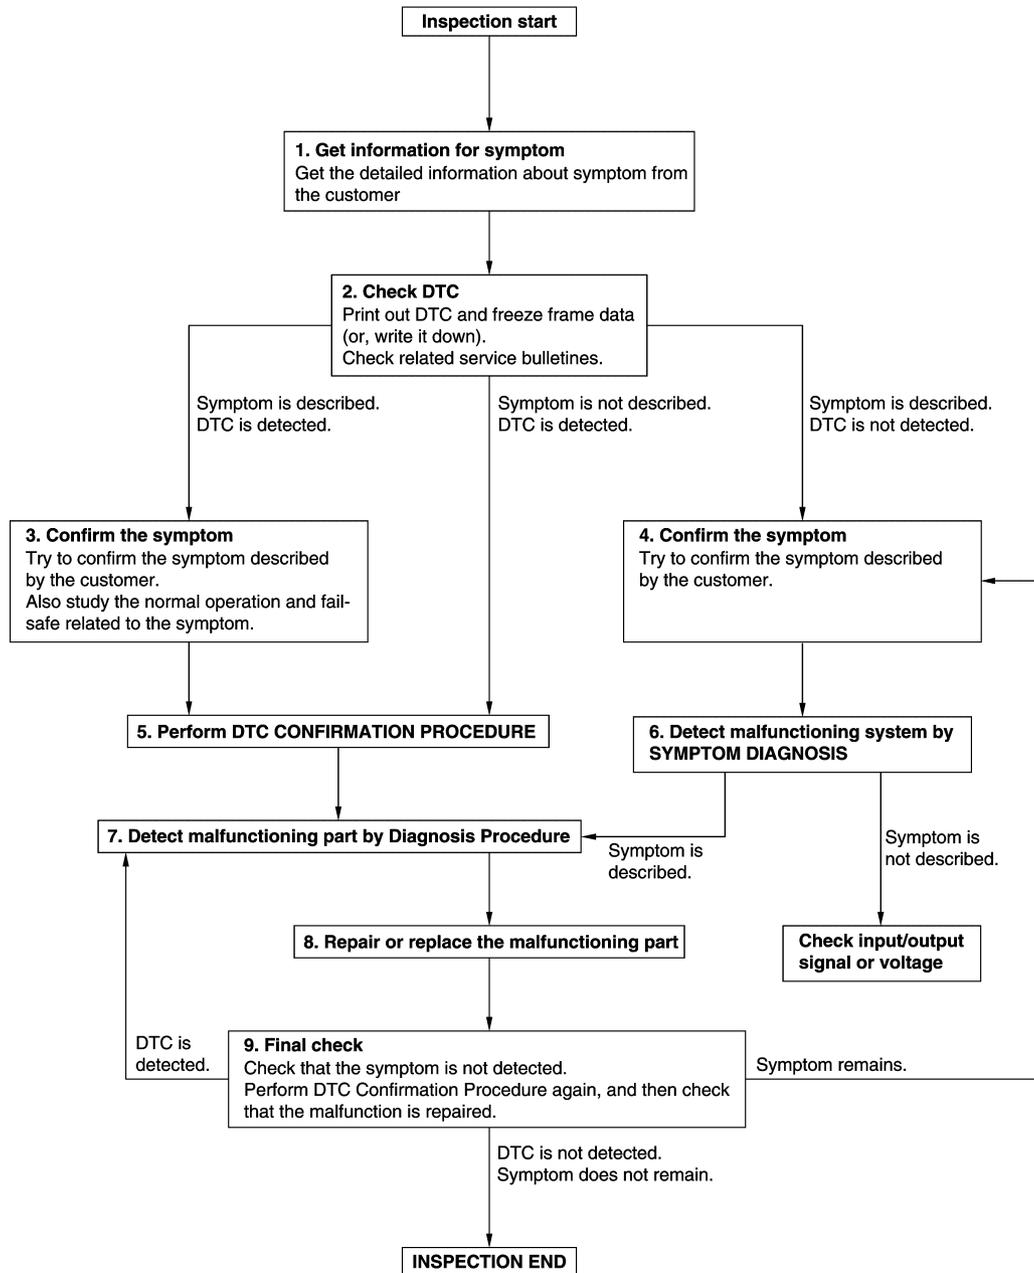 Inspection start
1. Get information for symptom
Get the detailed information about symptom from
the customer
2. Check DTC
Print out DTC and freeze frame data
(or, write it down).
Check related service bulletines.
Symptom is described.
DTC is detected.
Symptom is not described.
DTC is detected.
Symptom is described.
DTC is not detected.
3. Confirm the symptom
Try to confirm the symptom described
by the customer.
Also study the normal operation and fail-
safe related to the symptom.
4. Confirm the symptom
Try to confirm the symptom described
by the customer.
5. Perform DTC CONFIRMATION PROCEDURE
6. Detect malfunctioning system by
SYMPTOM DIAGNOSIS
7. Detect malfunctioning part by Diagnosis Procedure
Symptom is
described.
Symptom is
not described.
8. Repair or replace the malfunctioning part
Check input/output
signal or voltage
DTC is
detected.
9. Final check
Check that the symptom is not detected.
Perform DTC Confirmation Procedure again, and then check
that the malfunction is repaired.
Symptom remains.
DTC is not detected.
Symptom does not remain.
INSPECTION END